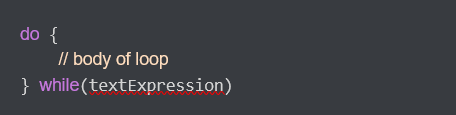 do {
// body of loop
} while(textExpression)